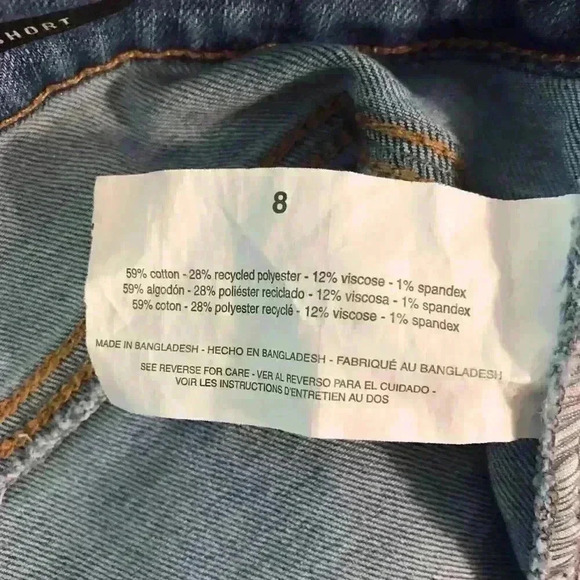 SHORT
8
59% cotton - 28% recycled polyester - 12% viscose - 1% spandex
59% algodón - 28% poliéster reciclado - 12% viscosa - 1% spandex
59% coton - 28% polyester recyclé - 12% viscose - 1% spandex
MADE IN BANGLADESH - HECHO EN BANGLADESH - FABRIQUÉ AU BANGLADESH
SEE REVERSE FOR CARE - VER AL REVERSO PARA EL CUIDADO -
VOIR LES INSTRUCTIONS D'ENTRETIEN AU DOS